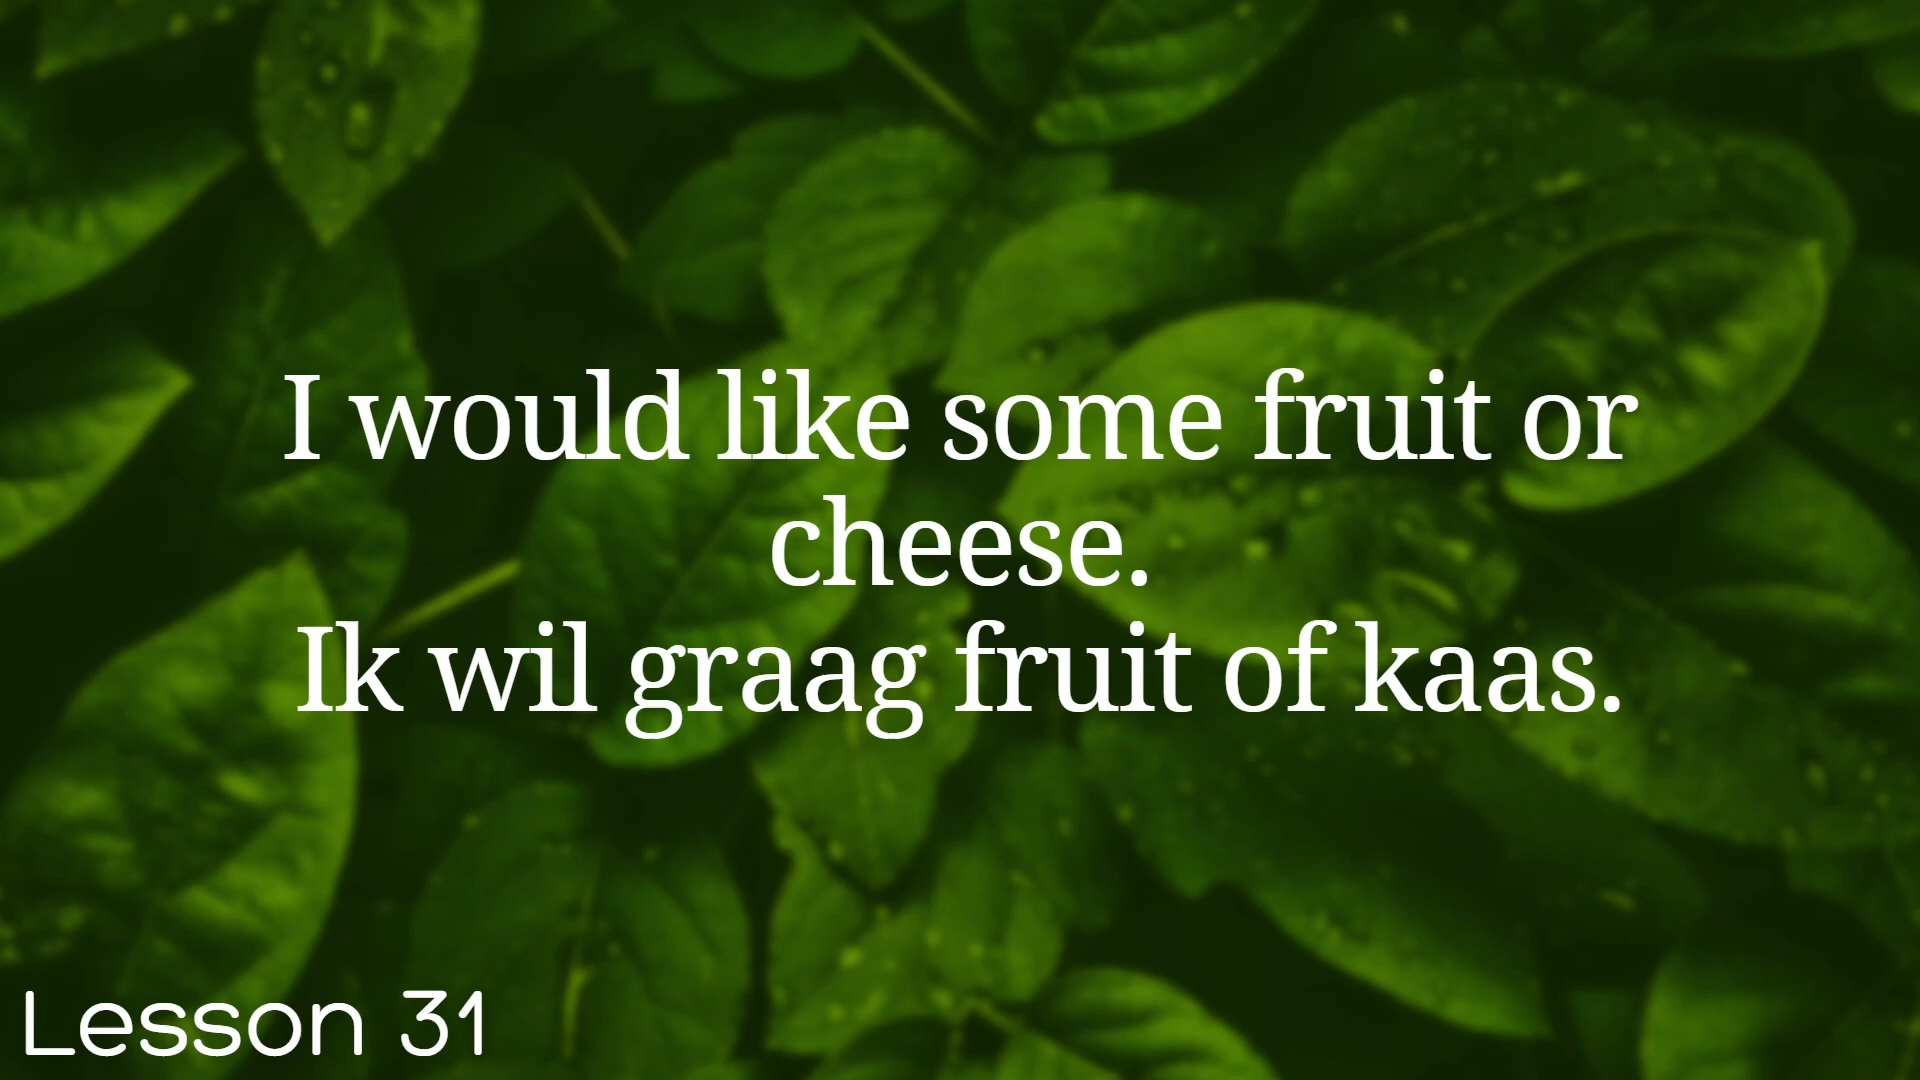 I would like some fruit or
cheese.
Ik wil graag fruit of kaas.
Lesson 31